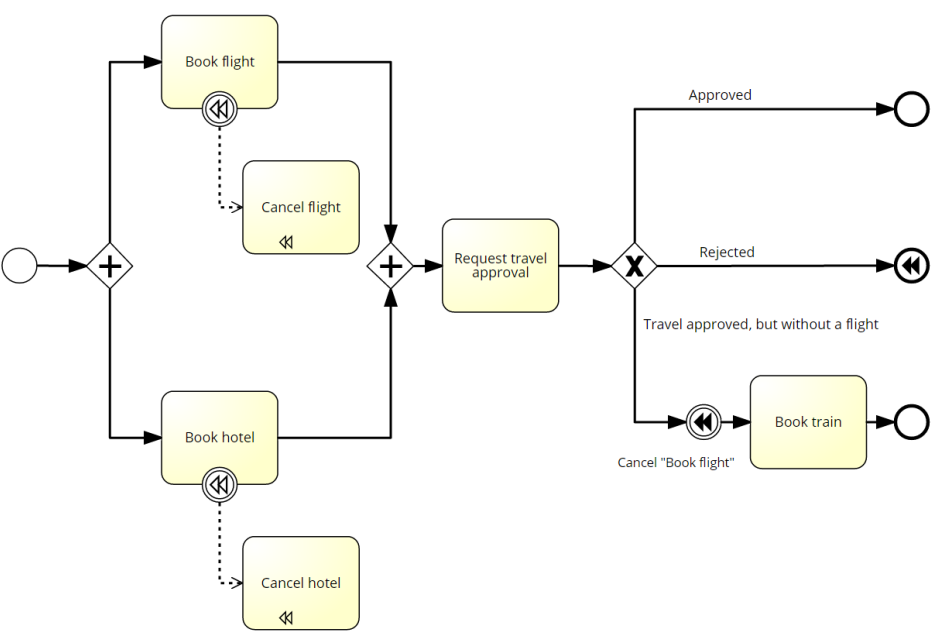 Book flight
Cancel flight
Book hotel
Cancel hotel
Request travel
approval
Approved
Rejected
Travel approved, but without a flight
Cancel "Book flight"
Book train